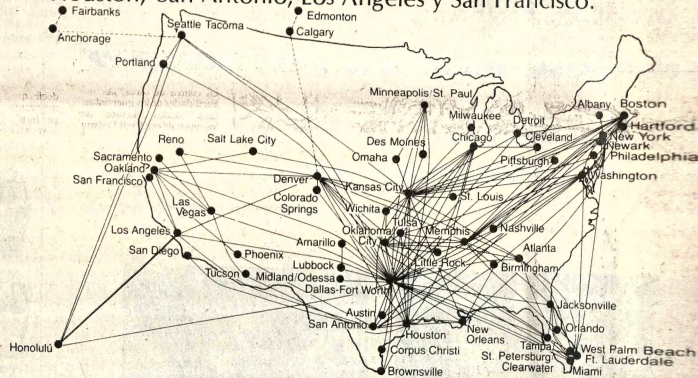 Houston, San Antonio, Los Angeles y San Francisco.
Fairbanks
Anchorage
Seattle Tacoma
Edmonton
Calgary
Portland
Minneapolis/St. Paul
Milwaukee
Chicago
Detroit
Cleveland
Albany
Boston
Hartford
New York
Newark
Philadelphia
Pittsburgh
Washington
Reno
Salt Lake City
Des Moines
Omaha
Sacramento
Oakland
San Francisco
Denver
Colorado
Springs
Kansas City
St. Louis
Las
Vegas
Wichita
Tulsa
Oklahoma
City
Memphis
Nashville
Los Angeles
San Diego
Phoenix
Tucson
Amarillo
Lubbock
Midland/Odessa
Dallas-Fort Worth
Little Rock
Birmingham
Atlanta
Austin
San Antonio
Houston
New
Orleans
Jacksonville
Orlando
Tampa
St. Petersburg
Clearwater
West Palm Beach
Ft. Lauderdale
Miami
Corpus Christi
Brownsville
Honolulú